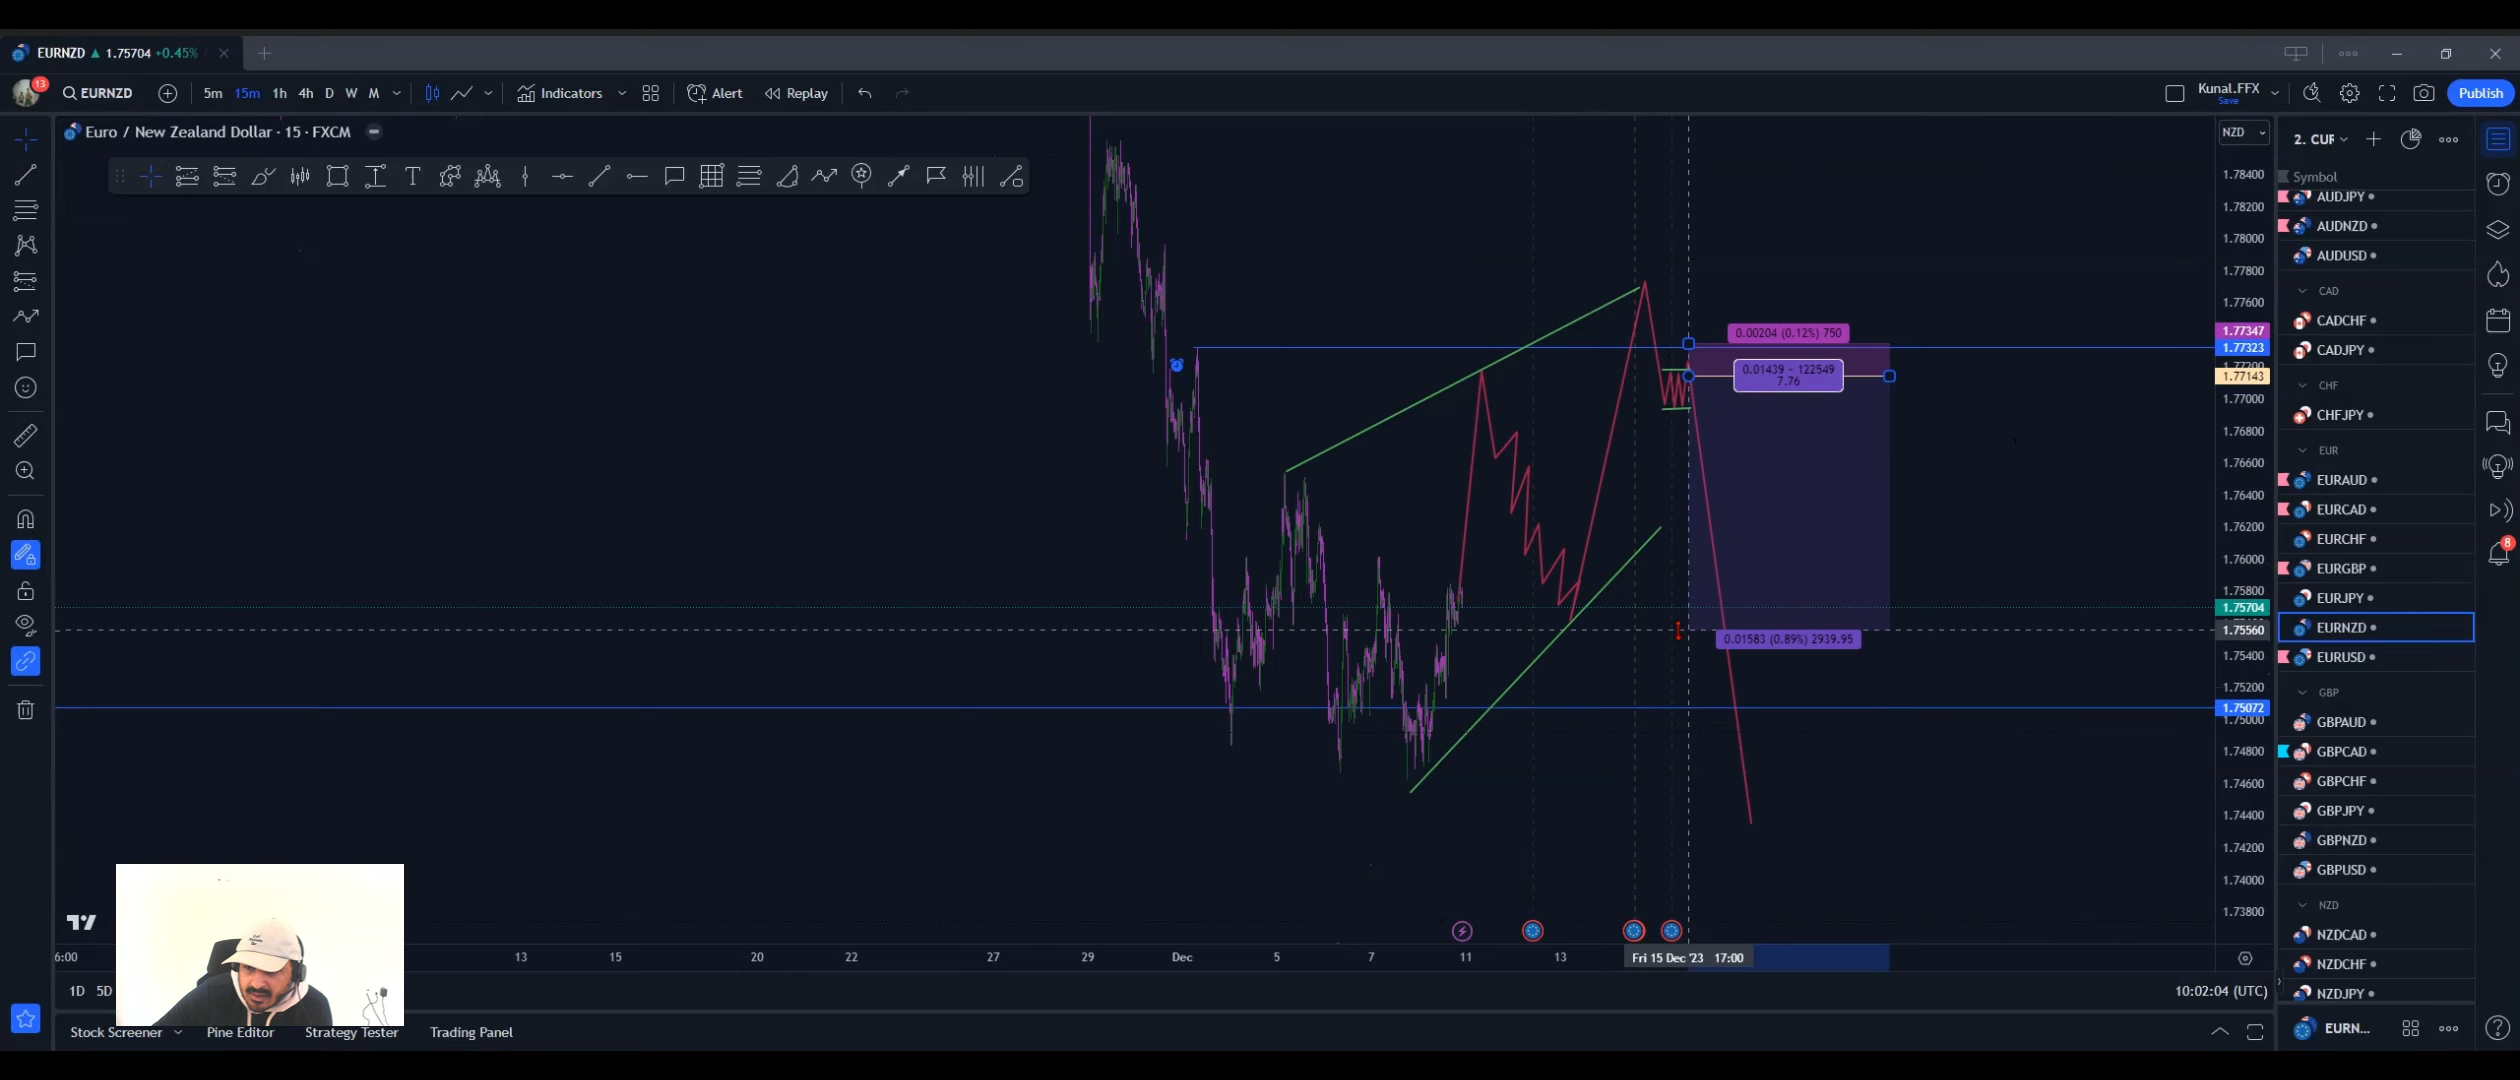 EURNZD ▲ 1.75704 +0.45%
13
EURNZD
5m 15m 1h 4h D W M
Indicators
Alert
Replay
Kunal.FFX
Save
Publish
Euro / New Zealand Dollar · 15 · FXCM
NZD
1.78400
1.78200
1.78000
1.77800
1.77600
1.77347
1.77323
1.77200
1.77143
1.77000
1.76800
1.76600
1.76400
1.76200
1.76000
1.75800
1.75704
1.75560
1.75400
1.75200
1.75072
1.75000
1.74800
1.74600
1.74400
1.74200
1.74000
1.73800
0.00204 (0.12%) 750
0.01439 ~ 122549
7.76
0.01583 (0.89%) 2939.95
6:00 13 15 20 22 27 29 Dec 5 7 11 13 Fri 15 Dec '23 17:00
1D 5D
10:02:04 (UTC)
Stock Screener
Pine Editor
Strategy Tester
Trading Panel
2. CUR
Symbol
AUDJPY
AUDNZD
AUDUSD
CAD
CADCHF
CADJPY
CHF
CHFJPY
EUR
EURAUD
EURCAD
EURCHF
EURGBP
EURJPY
EURNZD
EURUSD
GBP
GBPAUD
GBPCAD
GBPCHF
GBPJPY
GBPNZD
GBPUSD
NZD
NZDCAD
NZDCHF
NZDJPY
EURN...
8